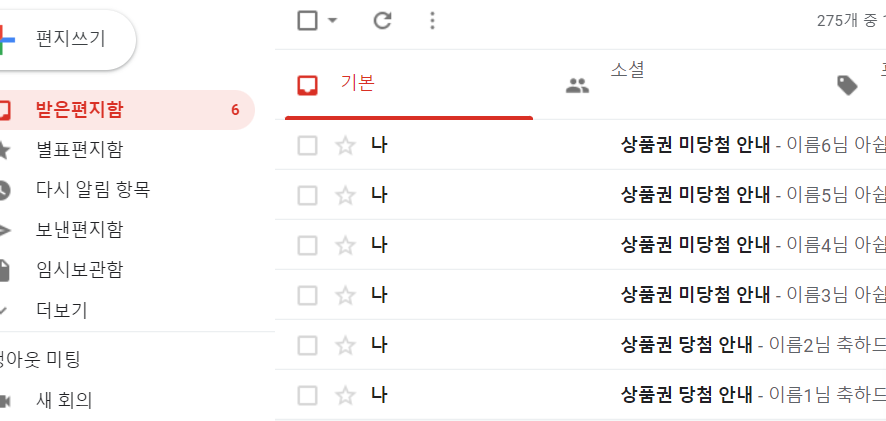 편지쓰기
275개 중
기본
소셜
받은편지함 6
별표편지함
다시 알림 항목
보낸편지함
임시보관함
더보기
미팅
새 회의
나 상품권 미당첨 안내 - 이름6님 아쉽
나 상품권 미당첨 안내 - 이름5님 아쉽
나 상품권 미당첨 안내 - 이름4님 아쉽
나 상품권 미당첨 안내 - 이름3님 아쉽
나 상품권 당첨 안내 - 이름2님 축하드
나 상품권 당첨 안내 - 이름1님 축하드